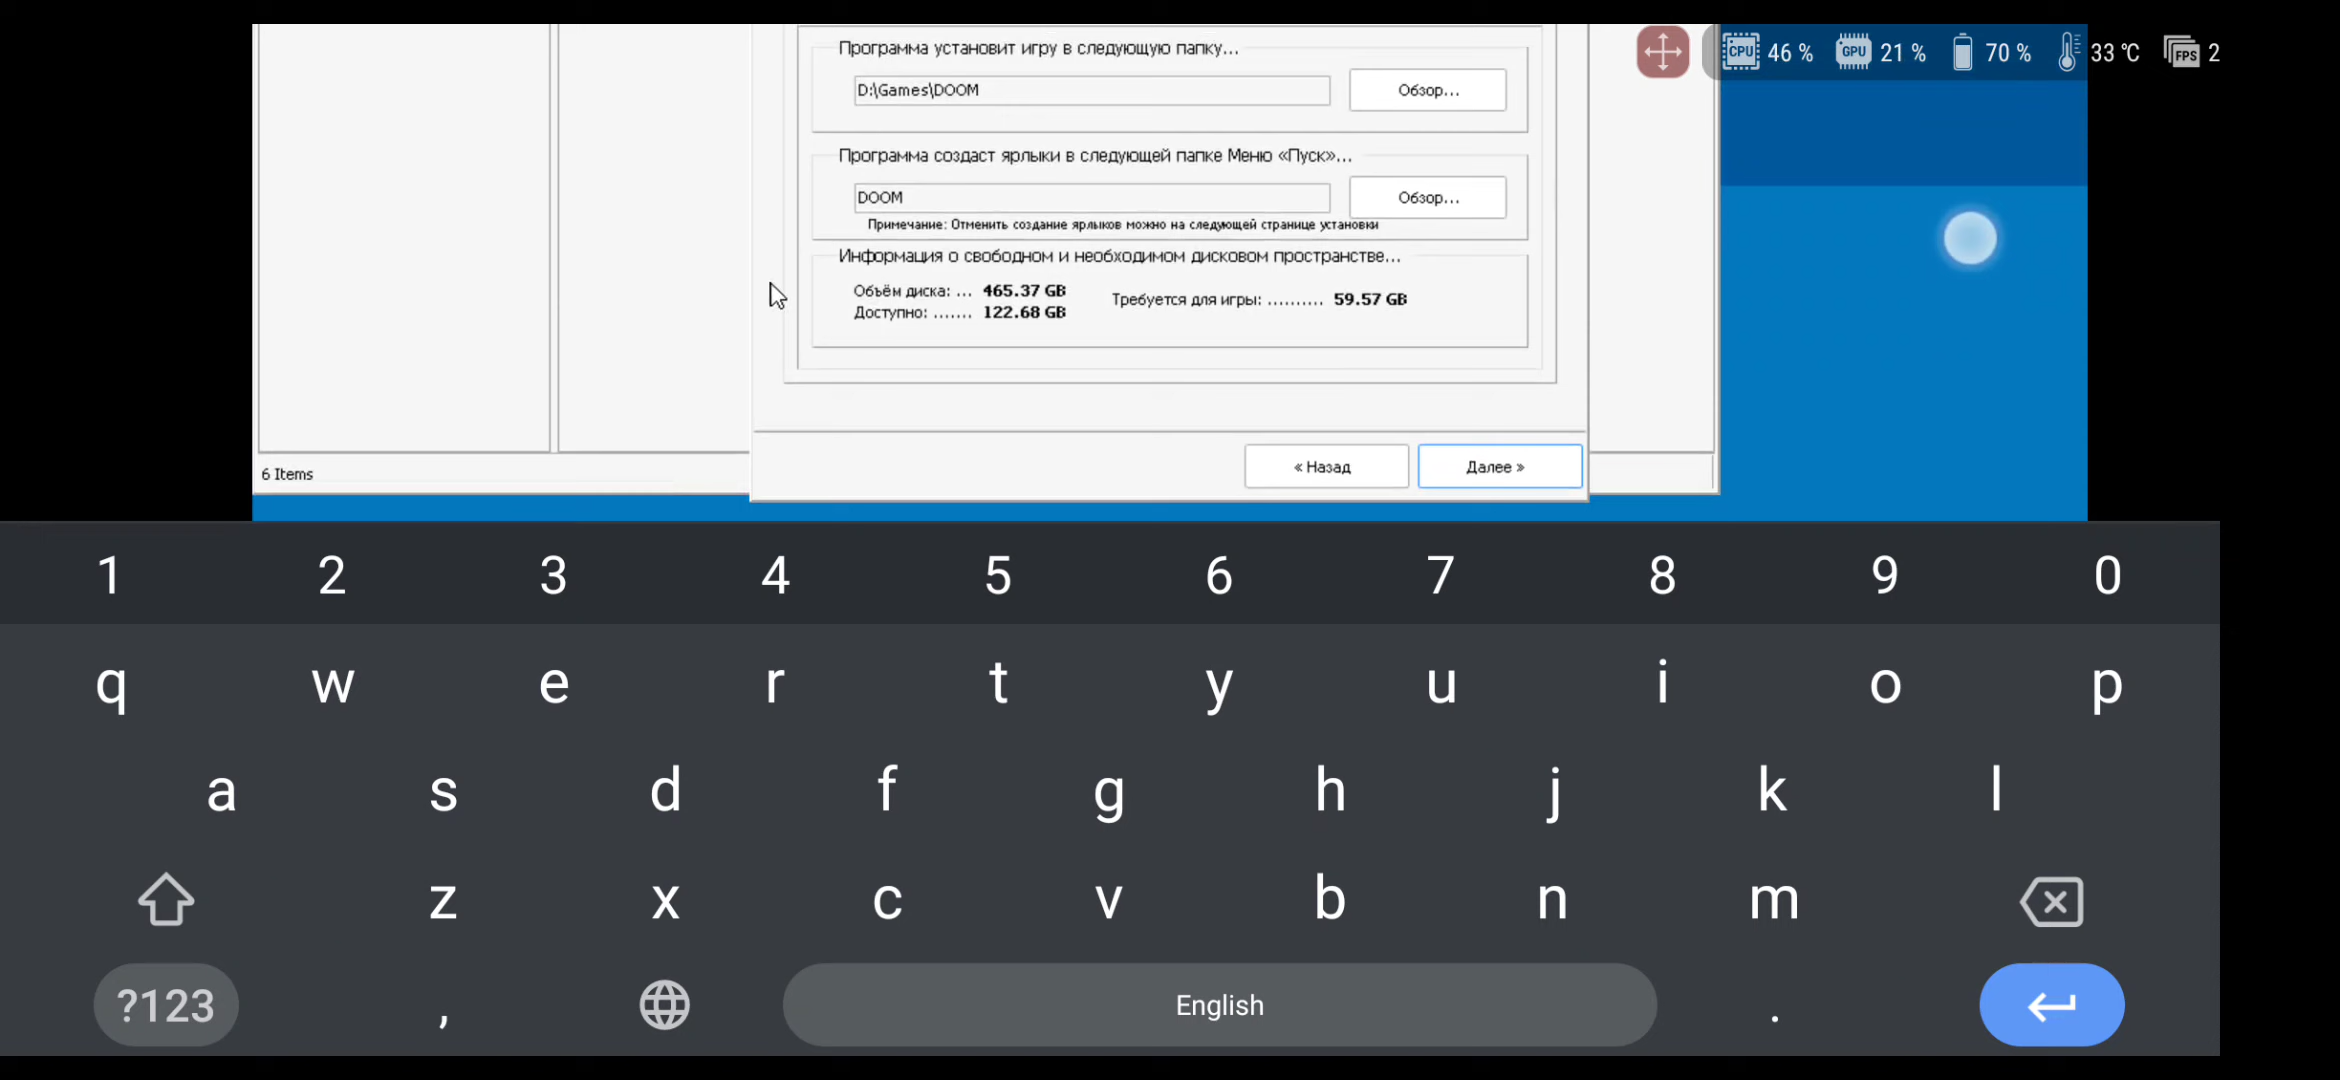 Программа установит игру в следующую папку...
D:\Games\DOOM
Обзор...
Программа создаст ярлыки в следующей папке Меню «Пуск»...
DOOM
Обзор...
Примечание: Отменить создание ярлыков можно на следующей странице установки
Информация о свободном и необходимом дисковом пространстве...
Объём диска: ... 465.37 GB
Доступно: ....... 122.68 GB
Требуется для игры: .......... 59.57 GB
« Назад
Далее »
6 Items
CPU 46 % GPU 21 % 70 % 33 °C FPS 2
1 2 3 4 5 6 7 8 9 0
q w e r t y u i o p
a s d f g h j k l
z x c v b n m
?123 , English .